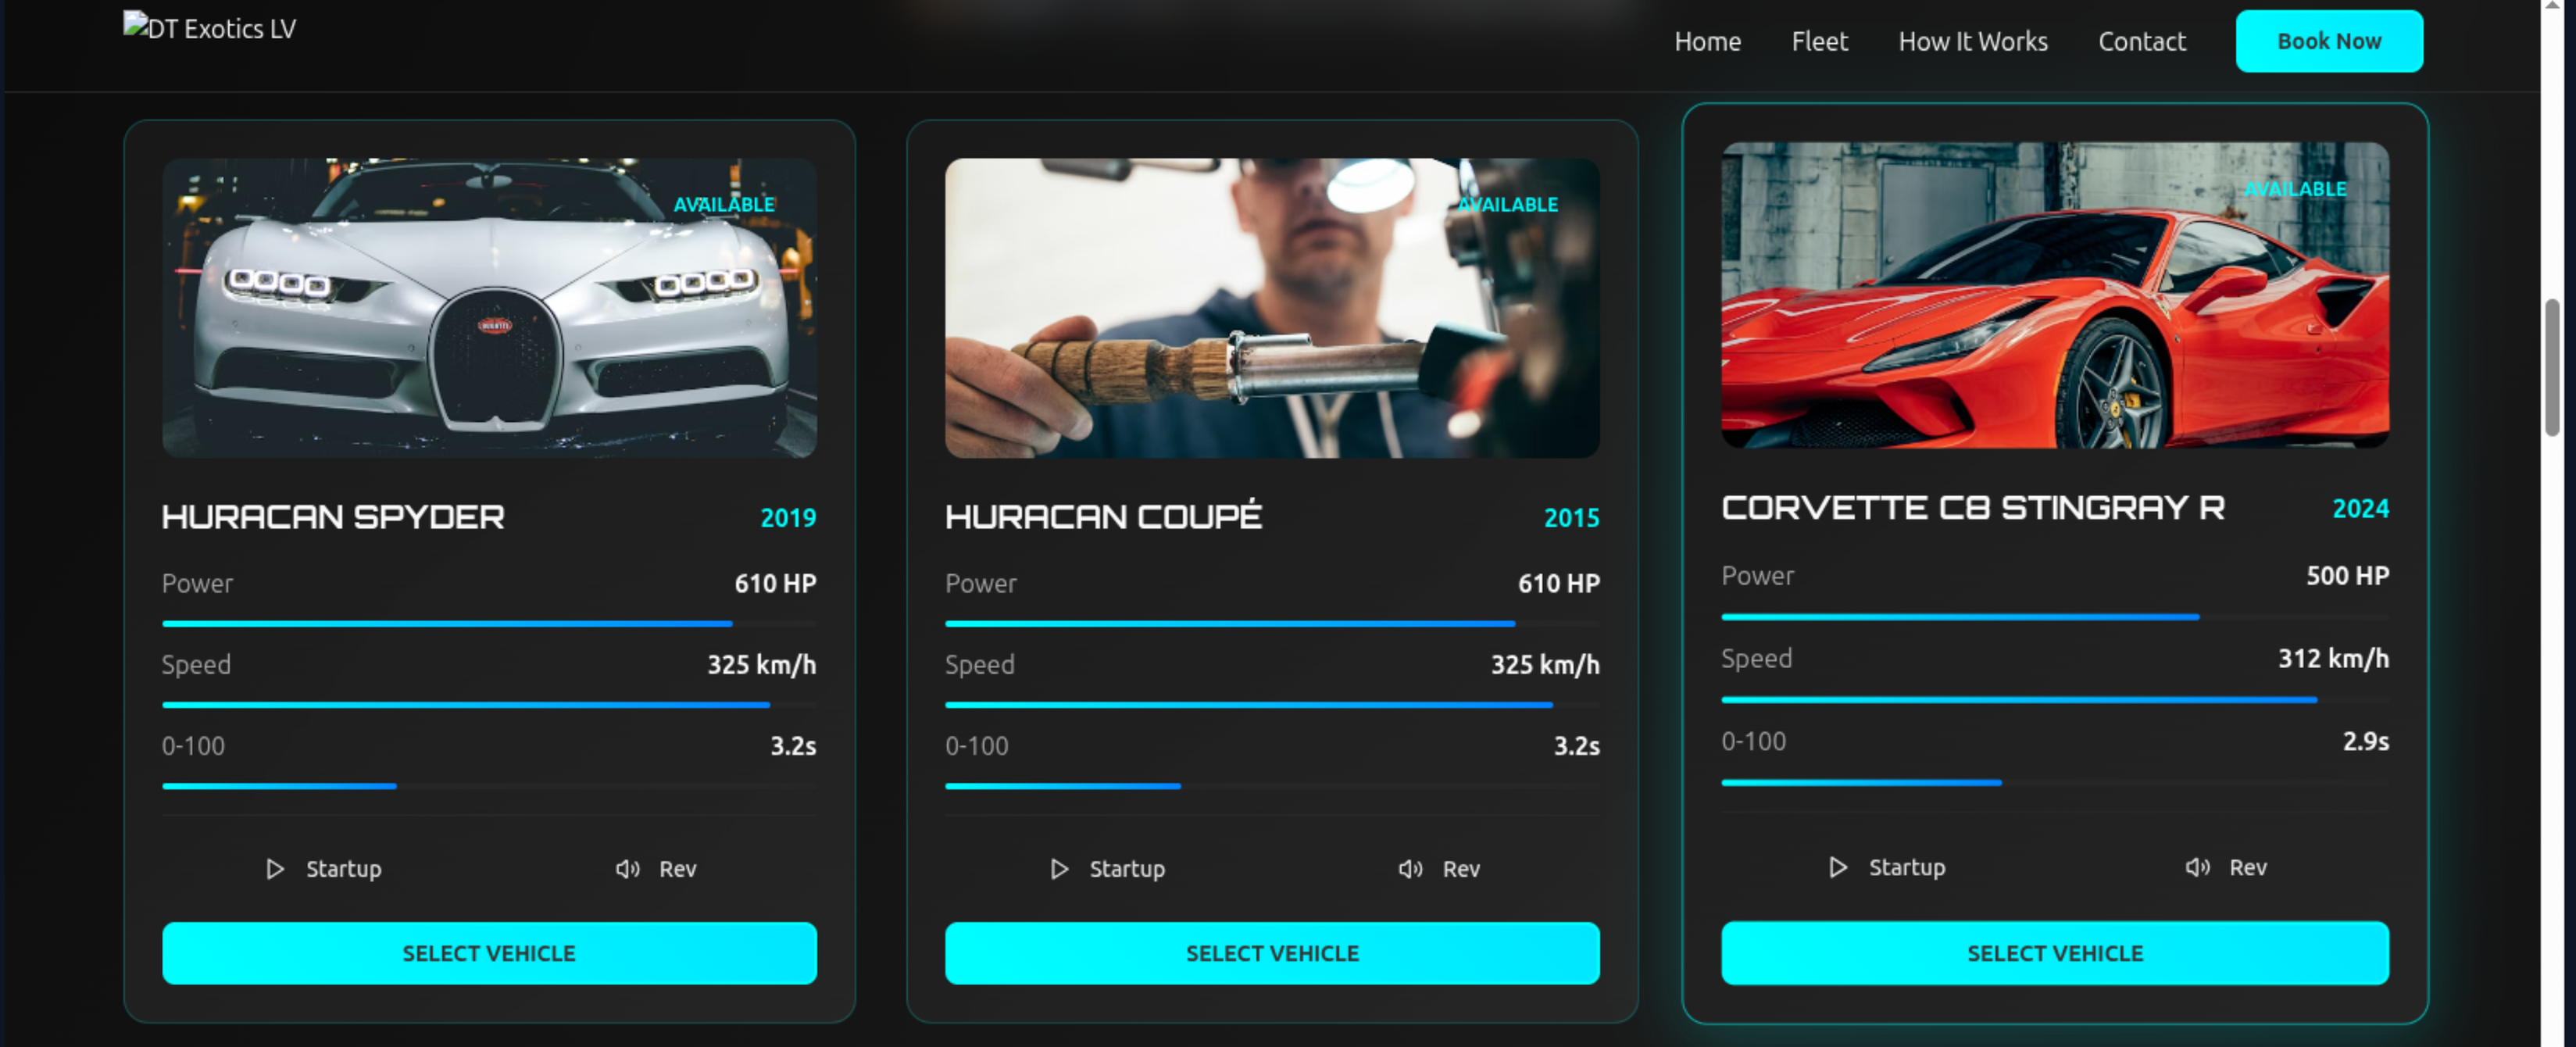 DT Exotics LV
Home Fleet How It Works Contact Book Now
AVAILABLE
HURACAN SPYDER 2019
Power 610 HP
Speed 325 km/h
0-100 3.2s
Startup Rev
SELECT VEHICLE
AVAILABLE
HURACAN COUPÉ 2015
Power 610 HP
Speed 325 km/h
0-100 3.2s
Startup Rev
SELECT VEHICLE
AVAILABLE
CORVETTE C8 STINGRAY R 2024
Power 500 HP
Speed 312 km/h
0-100 2.9s
Startup Rev
SELECT VEHICLE